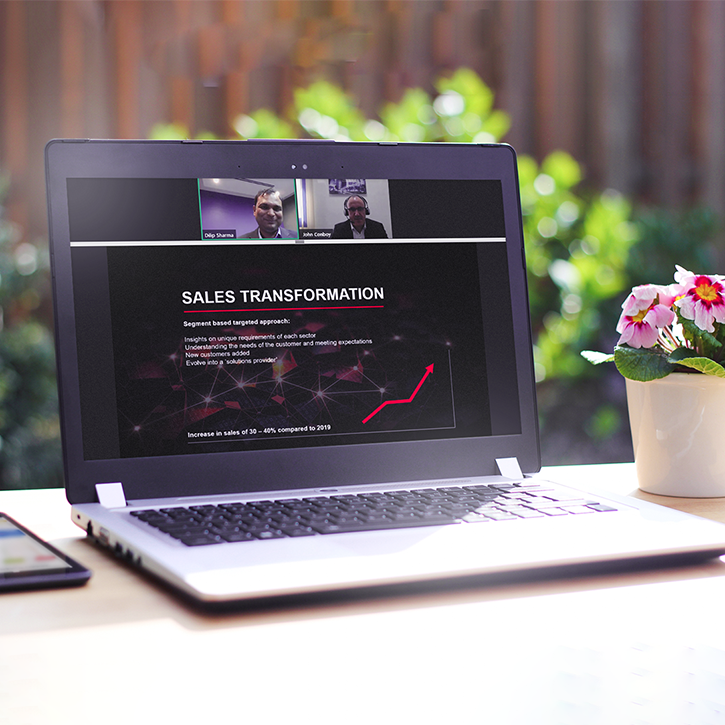 Dilip Sharma
John Conboy
SALES TRANSFORMATION
Segment based targeted approach:
Insights on unique requirements of each sector
Understanding the needs of the customer and meeting expectations
New customers added
Evolve into a 'solutions provider'
Increase in sales of 30 – 40% compared to 2019